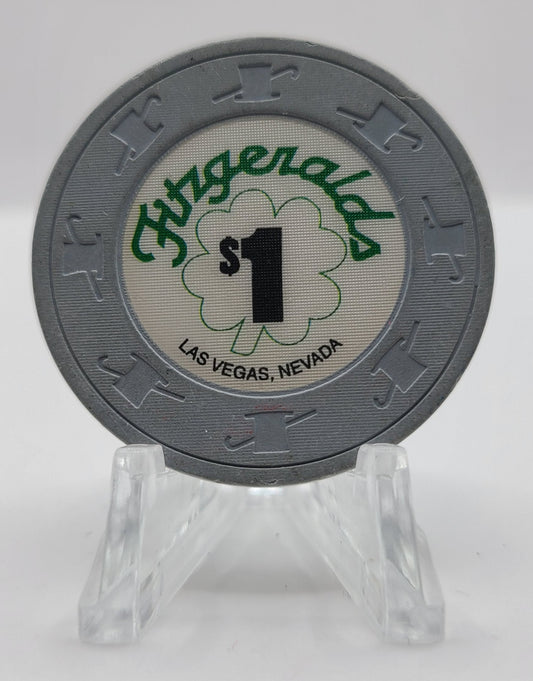 Fitzgeralds
$1
LAS VEGAS, NEVADA